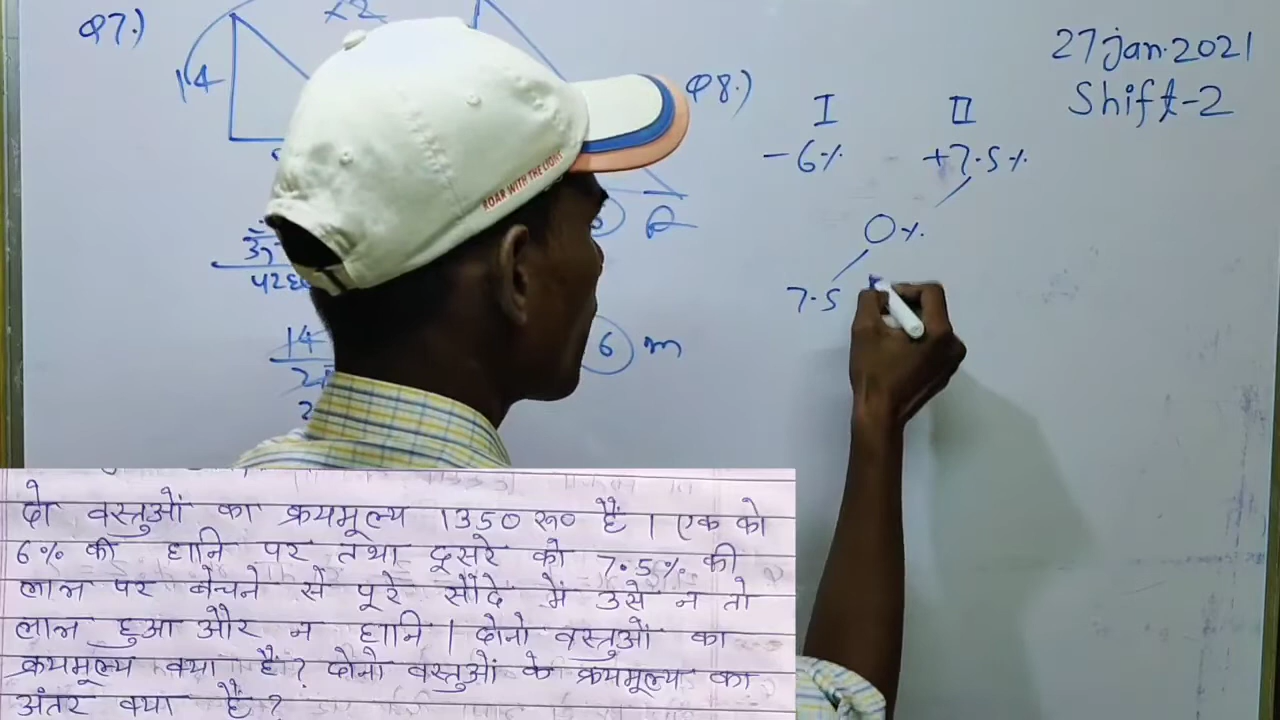 Q7.)
x2
14
Q8.)
I II
-6% +7.5%
0%
7.5
27 jan. 2021
Shift-2
ROAR WITH THE LIONS
14
6 m
दो वस्तुओं का क्रयमूल्य 1350 रू० हैं । एक को
6% की हानि पर तथा दूसरे को 7.5% की
लाभ पर बेंचने से पूरे सौदे में उसे न तो
लाभ हुआ और न हानि । दोनो वस्तुओं का
क्रयमूल्य क्या है ? दोनो वस्तुओं के क्रयमूल्य का
अंतर क्या है ?